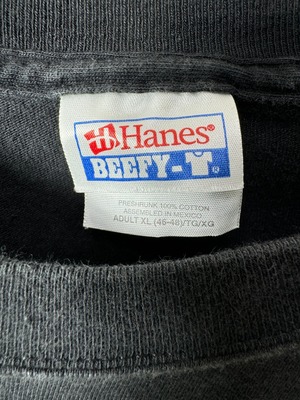 Hanes®
BEEFY-T®
PRESHRUNK 100% COTTON
ASSEMBLED IN MEXICO
ADULT XL (46-48)/TG/XG